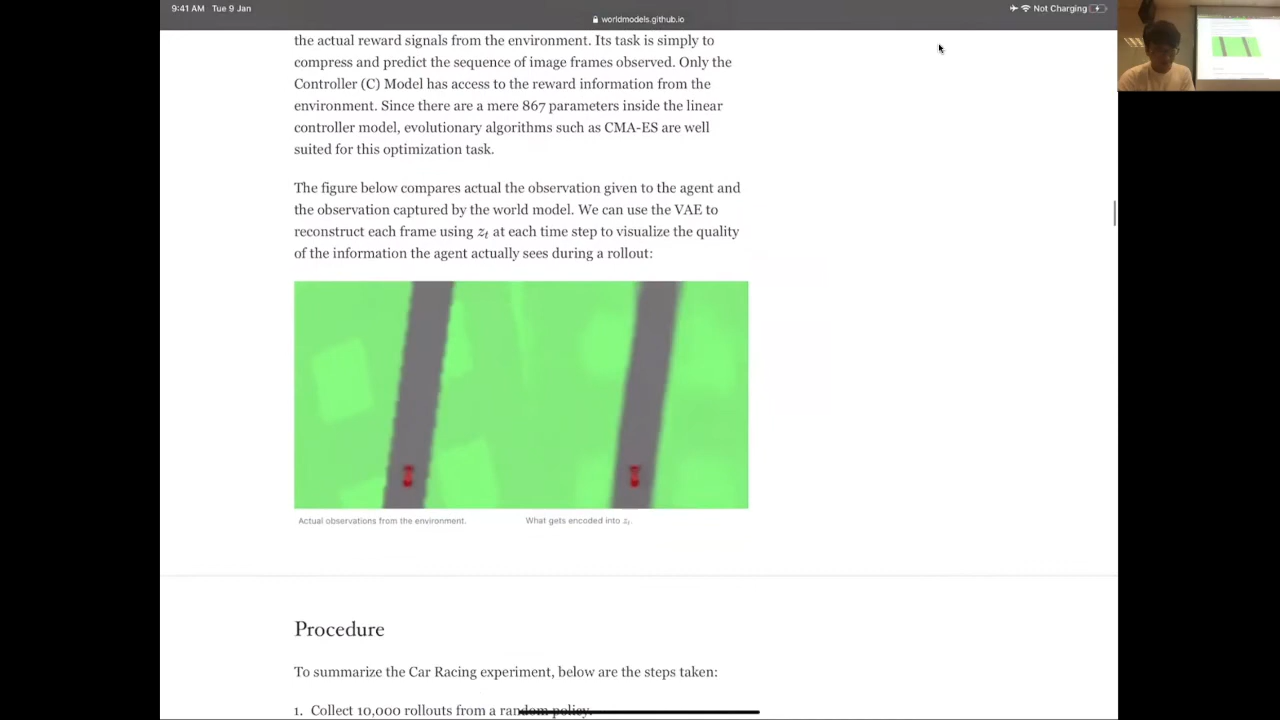 9:41 AM Tue 9 Jan
worldmodels.github.io
Not Charging
the actual reward signals from the environment. Its task is simply to
compress and predict the sequence of image frames observed. Only the
Controller (C) Model has access to the reward information from the
environment. Since there are a mere 867 parameters inside the linear
controller model, evolutionary algorithms such as CMA-ES are well
suited for this optimization task.
The figure below compares actual the observation given to the agent and
the observation captured by the world model. We can use the VAE to
reconstruct each frame using zₜ at each time step to visualize the quality
of the information the agent actually sees during a rollout:
Actual observations from the environment.
What gets encoded into zₜ.
Procedure
To summarize the Car Racing experiment, below are the steps taken:
1. Collect 10,000 rollouts from a random policy.